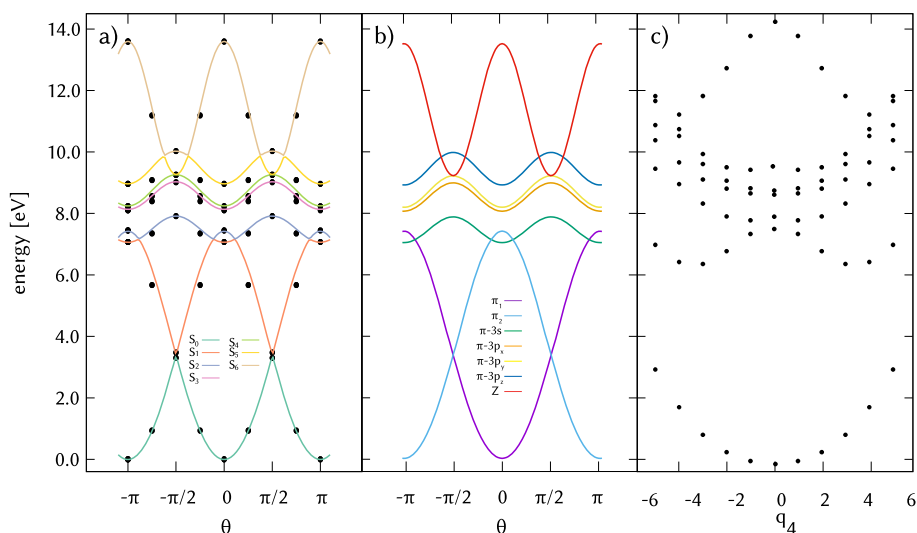 a)
b)
c)
14.0
12.0
10.0
8.0
6.0
4.0
2.0
0.0
energy [eV]
S₀ S₄
S₁ S₅
S₂ S₆
S₃
π₁
π₂
π-3s
π-3pₓ
π-3pᵧ
π-3p_z
Z
-π -π/2 0 π/2 π
θ
-π -π/2 0 π/2 π
θ
-6 -4 -2 0 2 4 6
q₄